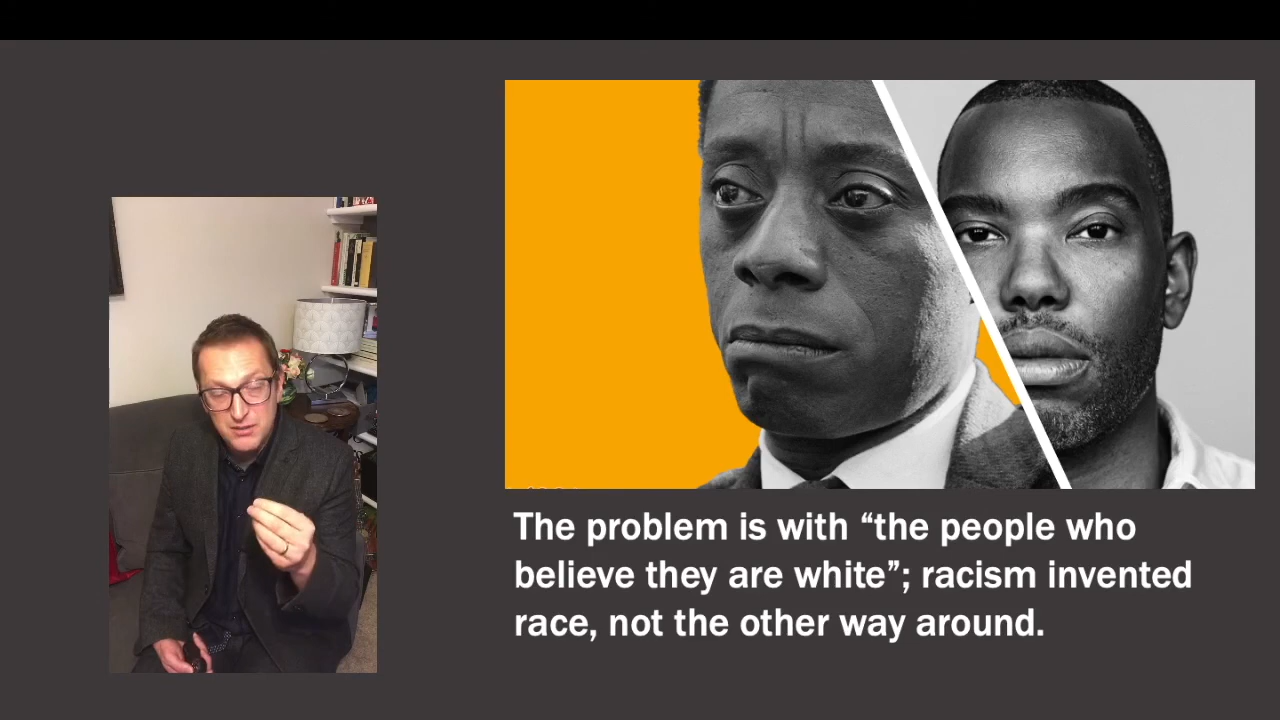 The problem is with “the people who
believe they are white”; racism invented
race, not the other way around.